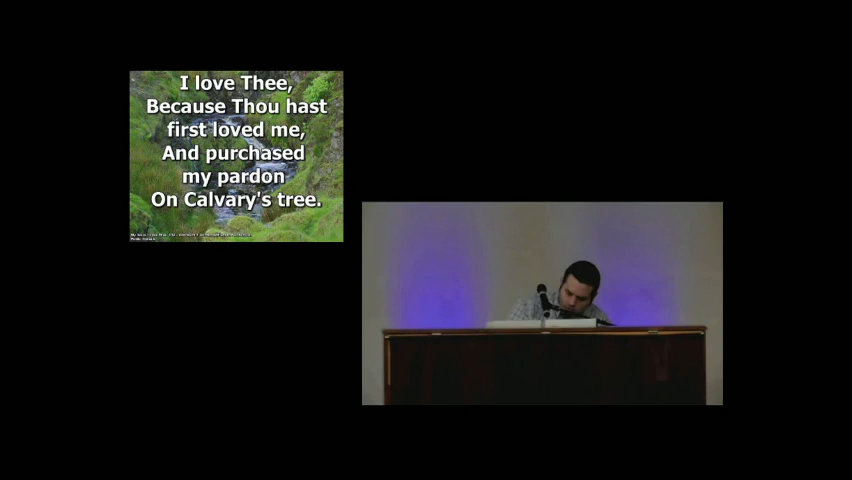 I love Thee,
Because Thou hast
first loved me,
And purchased
my pardon
On Calvary's tree.